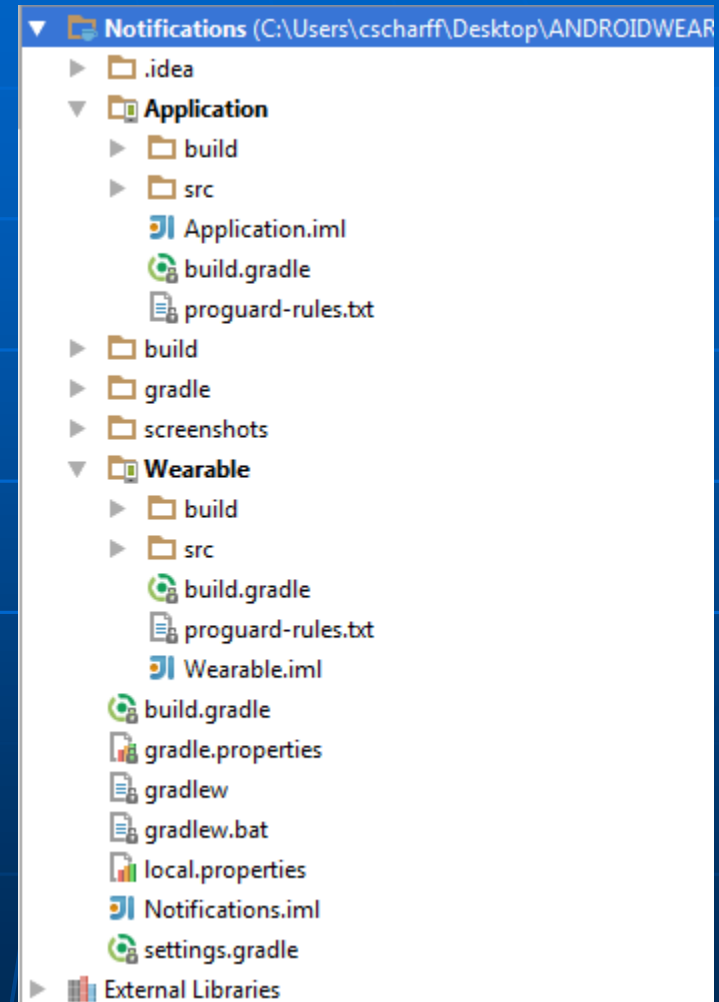 Notifications (C:\Users\cscharff\Desktop\ANDROIDWEAR
.idea
Application
build
src
Application.iml
build.gradle
proguard-rules.txt
build
gradle
screenshots
Wearable
build
src
build.gradle
proguard-rules.txt
Wearable.iml
build.gradle
gradle.properties
gradlew
gradlew.bat
local.properties
Notifications.iml
settings.gradle
External Libraries